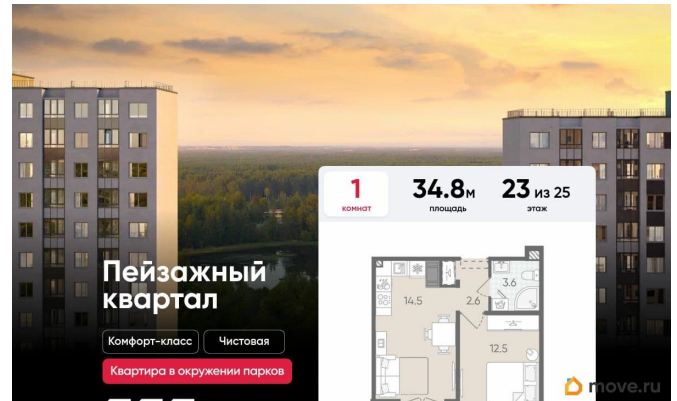 1
комнат
34.8м
площадь
23 из 25
этаж
Пейзажный
квартал
Комфорт-класс
Чистовая
Квартира в окружении парков
14.5
2.6
3.6
12.5
move.ru